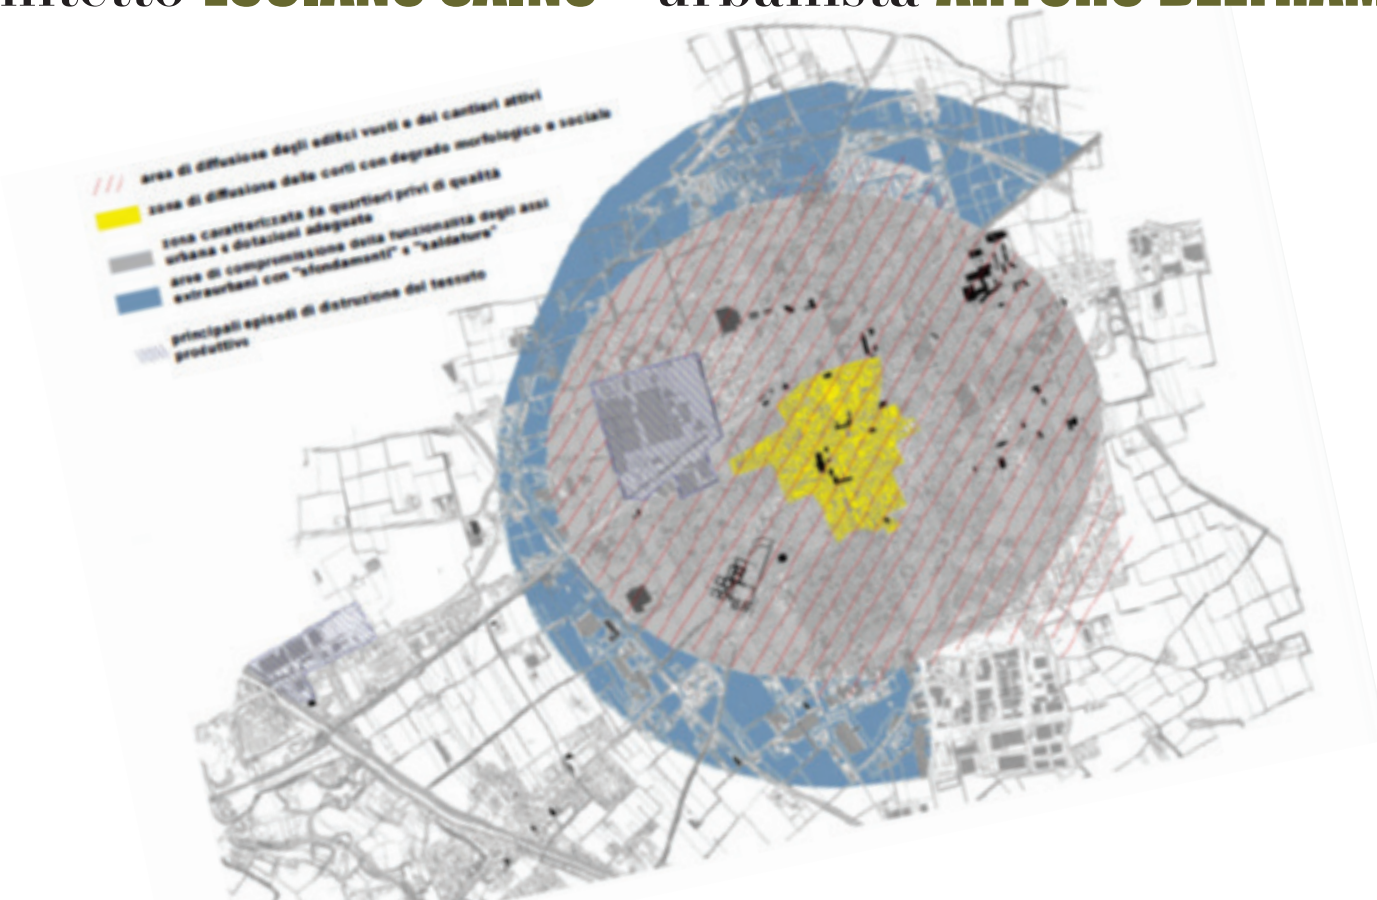 urbanista
area di diffusione degli edifici vuoti e dei cantieri attivi
zona di diffusione delle corti con degrado morfologico e sociale
zona caratterizzata da quartieri privi di qualità
urbana e dotazioni adeguate
aree di compromissione della funzionalità degli assi
extraurbani con "sfondamenti" e "saldature"
principali episodi di distruzione del tessuto
produttivo